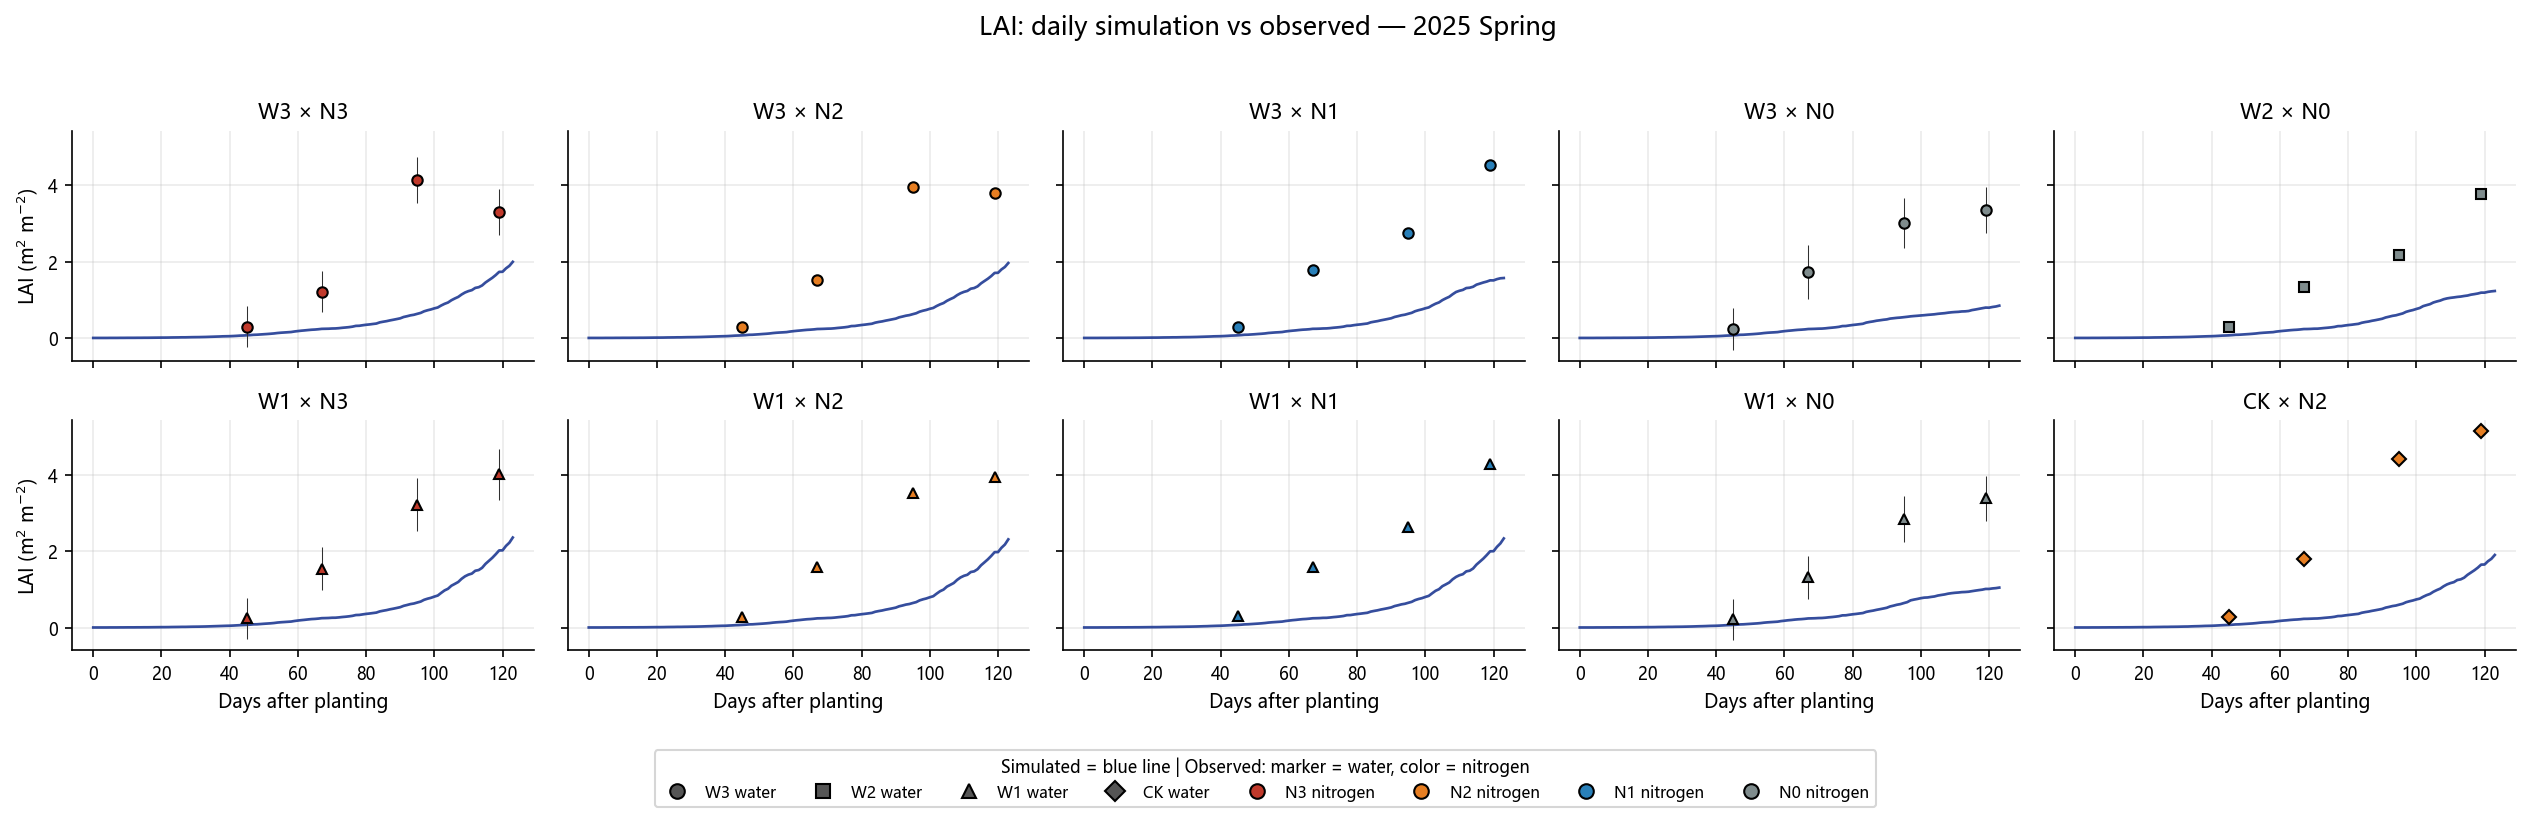 LAI: daily simulation vs observed — 2025 Spring
W3 × N3
W3 × N2
W3 × N1
W3 × N0
W2 × N0
LAI (m² m⁻²)
4
2
0
W1 × N3
W1 × N2
W1 × N1
W1 × N0
CK × N2
LAI (m² m⁻²)
4
2
0
0 20 40 60 80 100 120
0 20 40 60 80 100 120
0 20 40 60 80 100 120
0 20 40 60 80 100 120
0 20 40 60 80 100 120
Days after planting
Days after planting
Days after planting
Days after planting
Days after planting
Simulated = blue line | Observed: marker = water, color = nitrogen
W3 water W2 water W1 water CK water N3 nitrogen N2 nitrogen N1 nitrogen N0 nitrogen